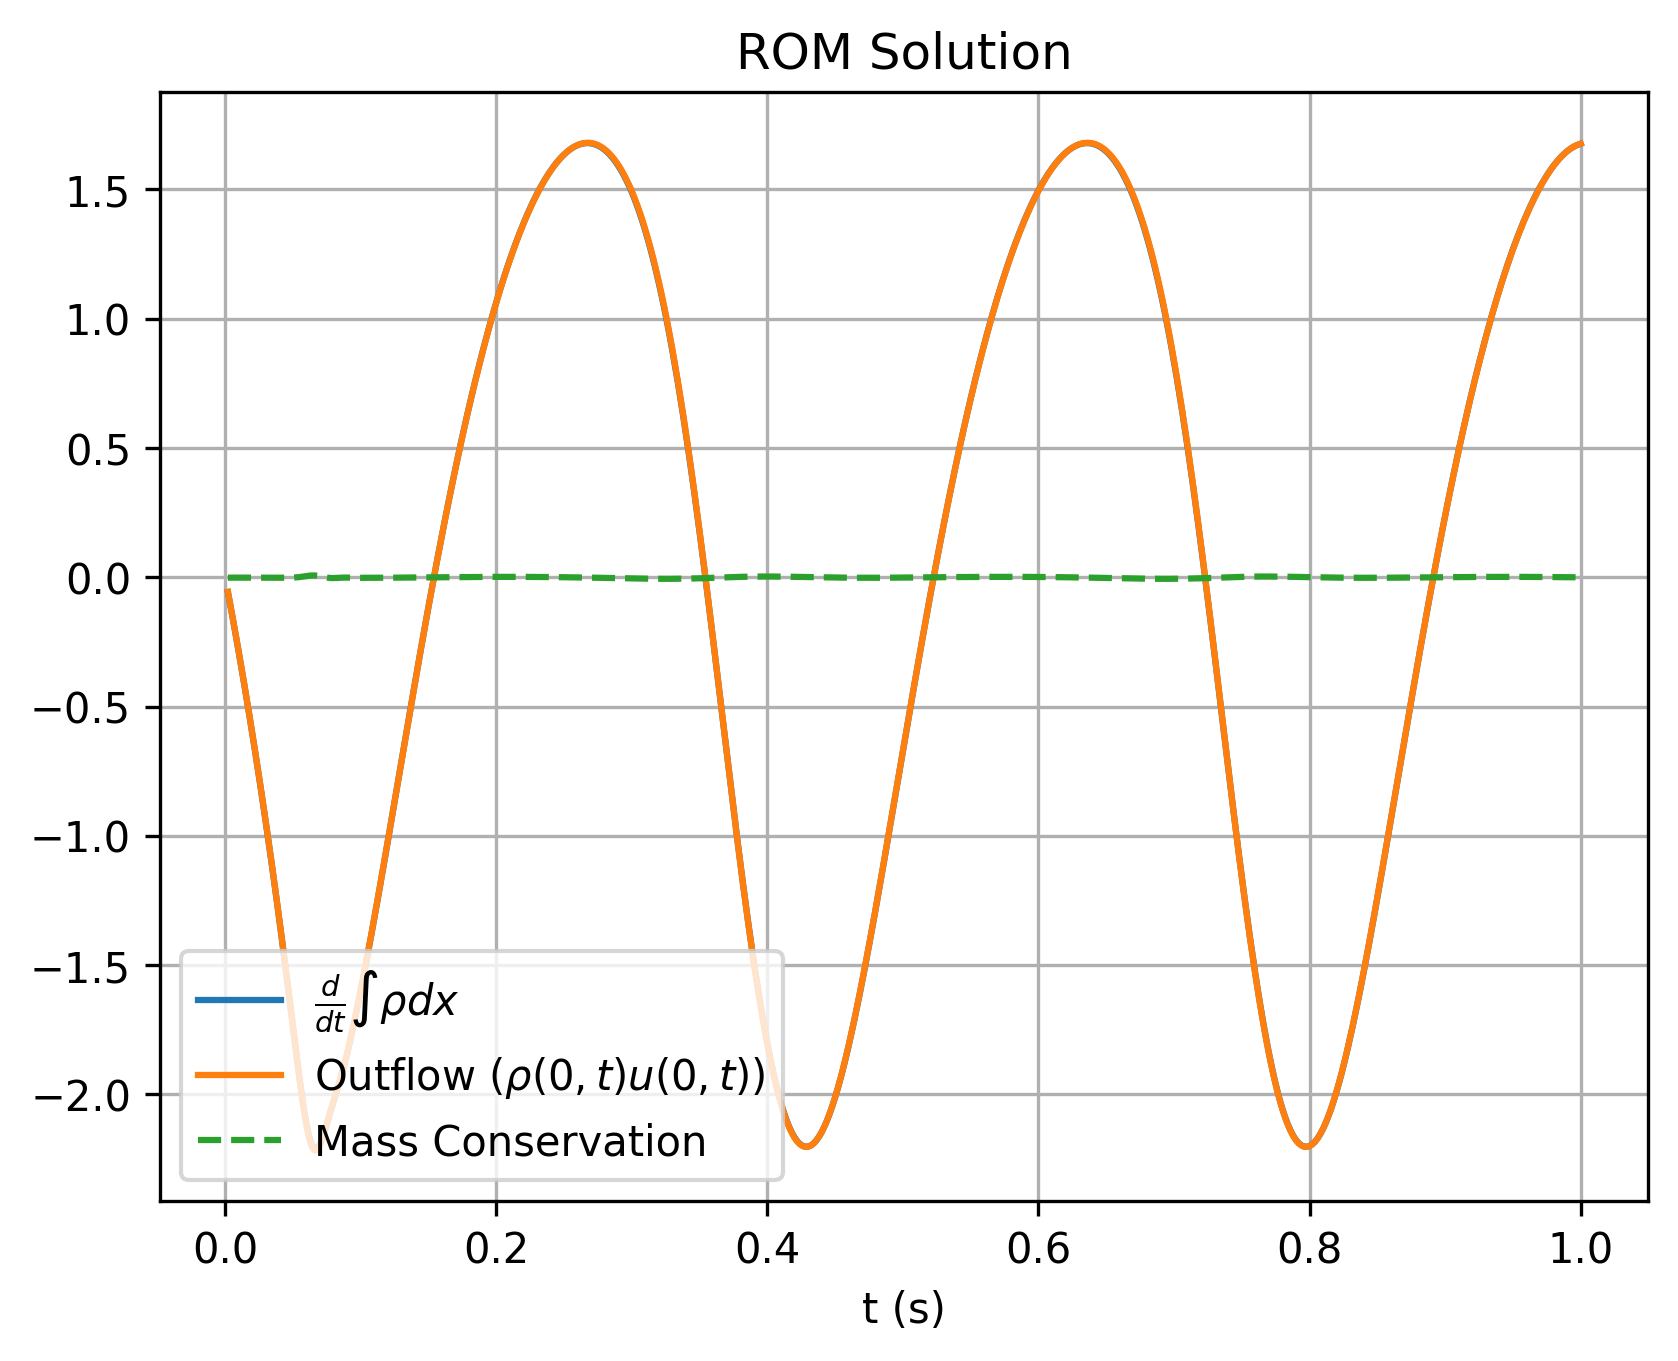 ROM Solution
1.5
1.0
0.5
0.0
−0.5
−1.0
−1.5
−2.0
d/dt ∫ρdx
Outflow (ρ(0, t)u(0, t))
Mass Conservation
0.0 0.2 0.4 0.6 0.8 1.0
t (s)